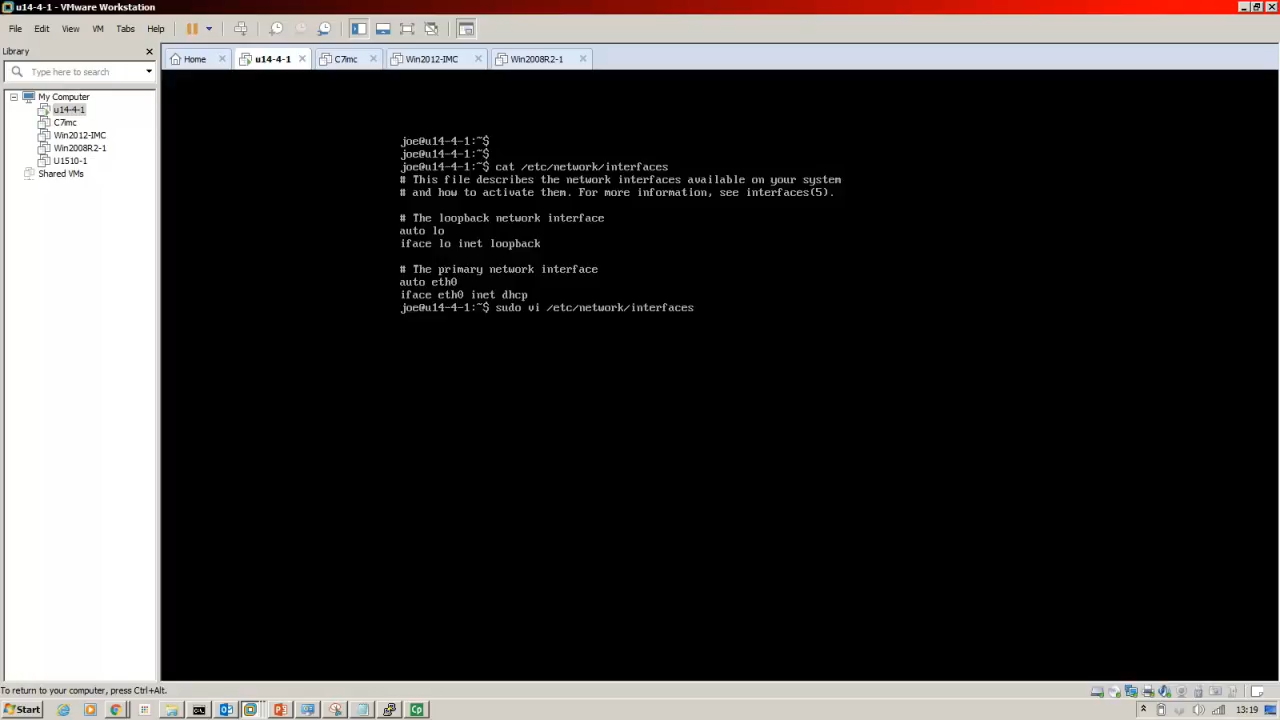 u14-4-1 - VMware Workstation
File Edit View VM Tabs Help
Library
Type here to search
Home u14-4-1 C7imc Win2012-IMC Win2008R2-1
My Computer
u14-4-1
C7imc
Win2012-IMC
Win2008R2-1
U1510-1
Shared VMs
joe@u14-4-1:~$
joe@u14-4-1:~$
joe@u14-4-1:~$ cat /etc/network/interfaces
# This file describes the network interfaces available on your system
# and how to activate them. For more information, see interfaces(5).
# The loopback network interface
auto lo
iface lo inet loopback
# The primary network interface
auto eth0
iface eth0 inet dhcp
joe@u14-4-1:~$ sudo vi /etc/network/interfaces
To return to your computer, press Ctrl+Alt.
Start
13:19